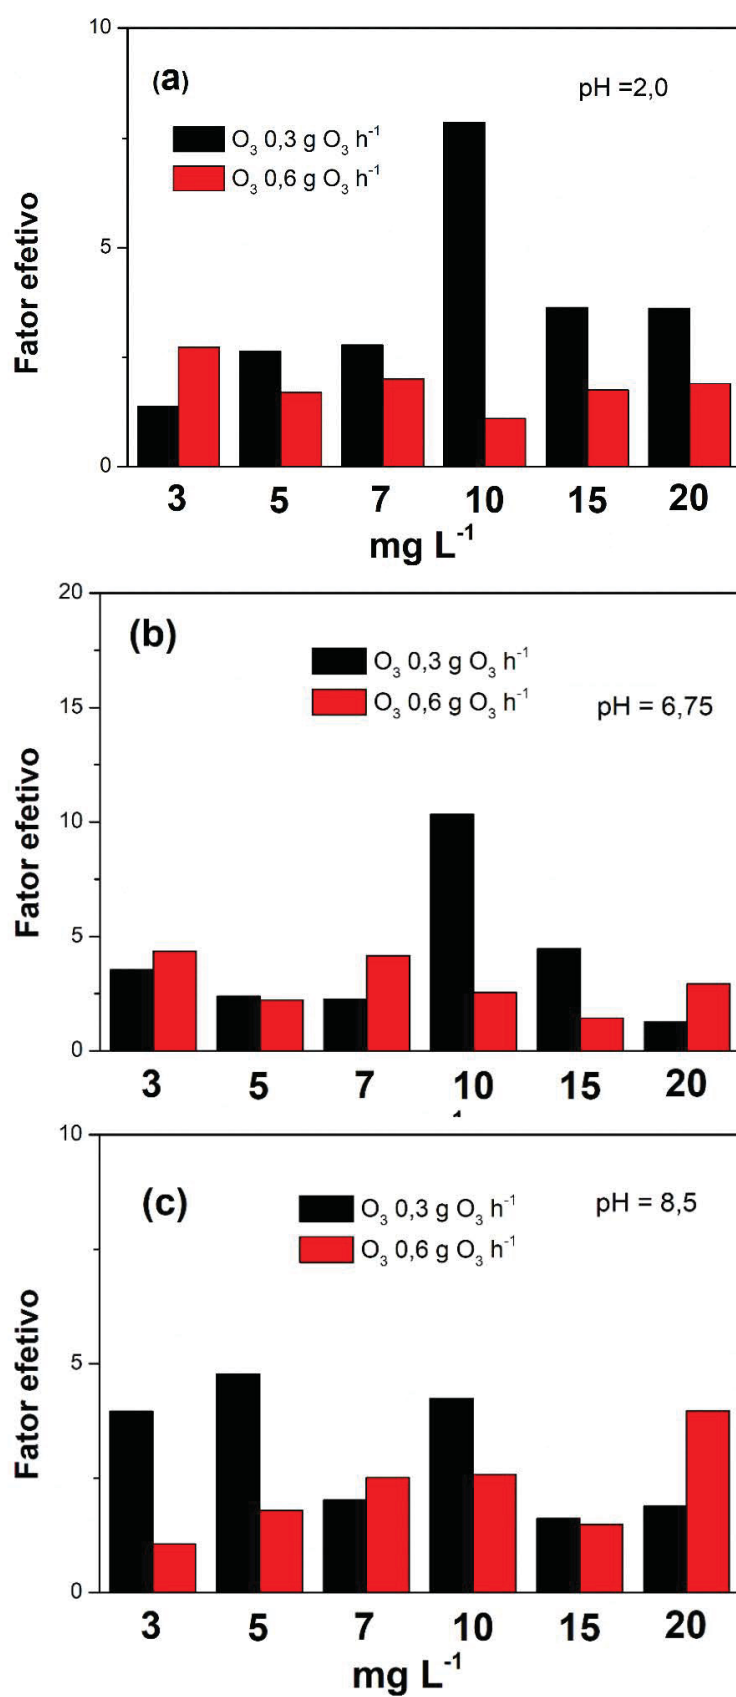 10
(a)
pH =2,0
O₃ 0,3 g O₃ h⁻¹
O₃ 0,6 g O₃ h⁻¹
5
0
Fator efetivo
3 5 7 10 15 20
mg L⁻¹
20
(b)
O₃ 0,3 g O₃ h⁻¹
O₃ 0,6 g O₃ h⁻¹
pH = 6,75
15
10
5
0
Fator efetivo
3 5 7 10 15 20
10
(c)
pH = 8,5
O₃ 0,3 g O₃ h⁻¹
O₃ 0,6 g O₃ h⁻¹
5
0
Fator efetivo
3 5 7 10 15 20
mg L⁻¹